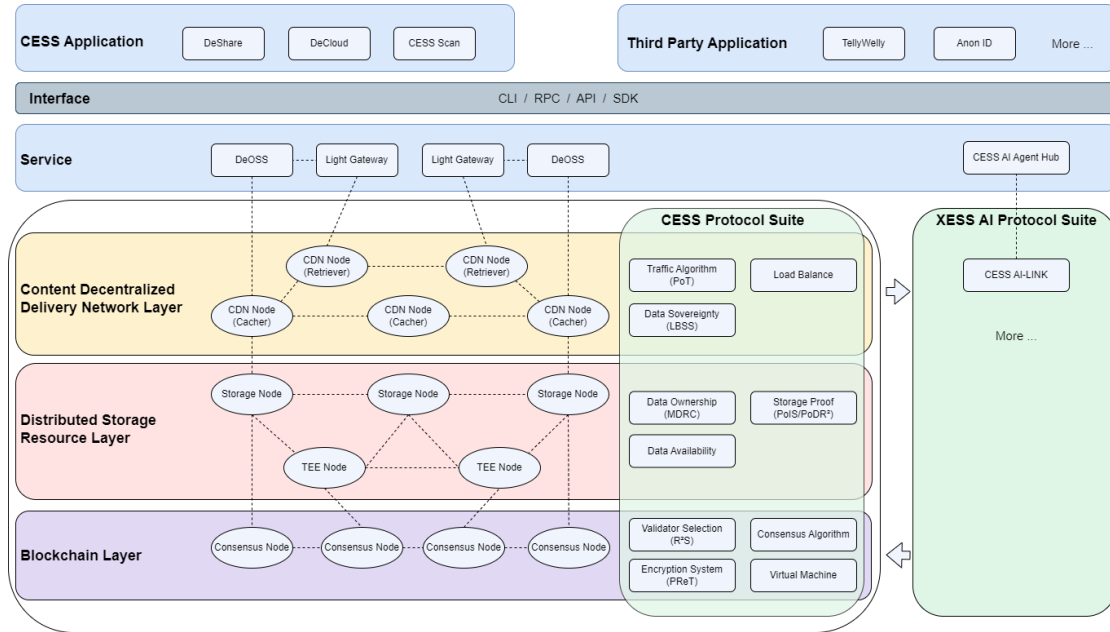 CESS Application
DeShare
DeCloud
CESS Scan
Third Party Application
TellyWelly
Anon ID
More ...
Interface
CLI / RPC / API / SDK
Service
DeOSS
Light Gateway
Light Gateway
DeOSS
CESS AI Agent Hub
CESS Protocol Suite
XESS AI Protocol Suite
Content Decentralized
Delivery Network Layer
CDN Node
(Retriever)
CDN Node
(Retriever)
CDN Node
(Cacher)
CDN Node
(Cacher)
CDN Node
(Cacher)
Traffic Algorithm
(PoT)
Load Balance
Data Sovereignty
(LBSS)
CESS AI-LINK
More ...
Distributed Storage
Resource Layer
Storage Node
Storage Node
Storage Node
TEE Node
TEE Node
Data Ownership
(MDRC)
Storage Proof
(PoIS/PoDR²)
Data Availability
Blockchain Layer
Consensus Node
Consensus Node
Consensus Node
Consensus Node
Validator Selection
(R²S)
Consensus Algorithm
Encryption System
(PReT)
Virtual Machine